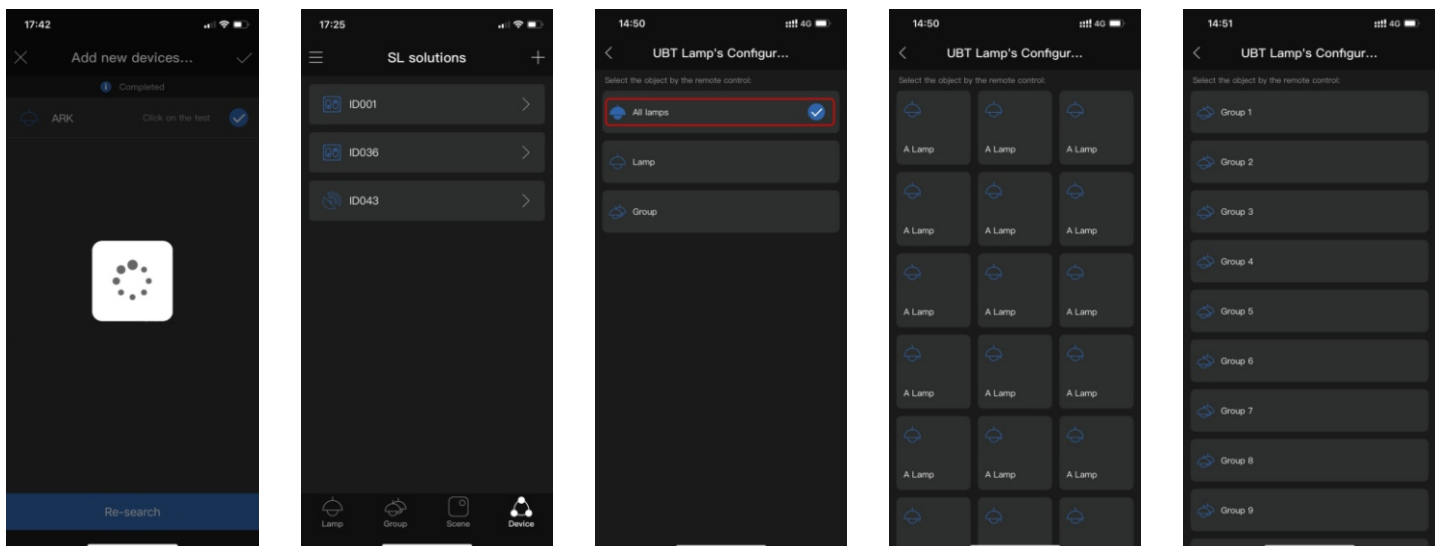 17:42
Add new devices...
Completed
ARK Click on the test
Re-search
17:25
SL solutions
ID001
ID036
ID043
Lamp Group Scene Device
14:50 4G
UBT Lamp's Configur...
Select the object by the remote control:
All lamps
Lamp
Group
14:50 4G
UBT Lamp's Configur...
Select the object by the remote control:
A Lamp A Lamp A Lamp
A Lamp A Lamp A Lamp
A Lamp A Lamp A Lamp
A Lamp A Lamp A Lamp
A Lamp A Lamp A Lamp
14:51 4G
UBT Lamp's Configur...
Select the object by the remote control:
Group 1
Group 2
Group 3
Group 4
Group 5
Group 6
Group 7
Group 8
Group 9